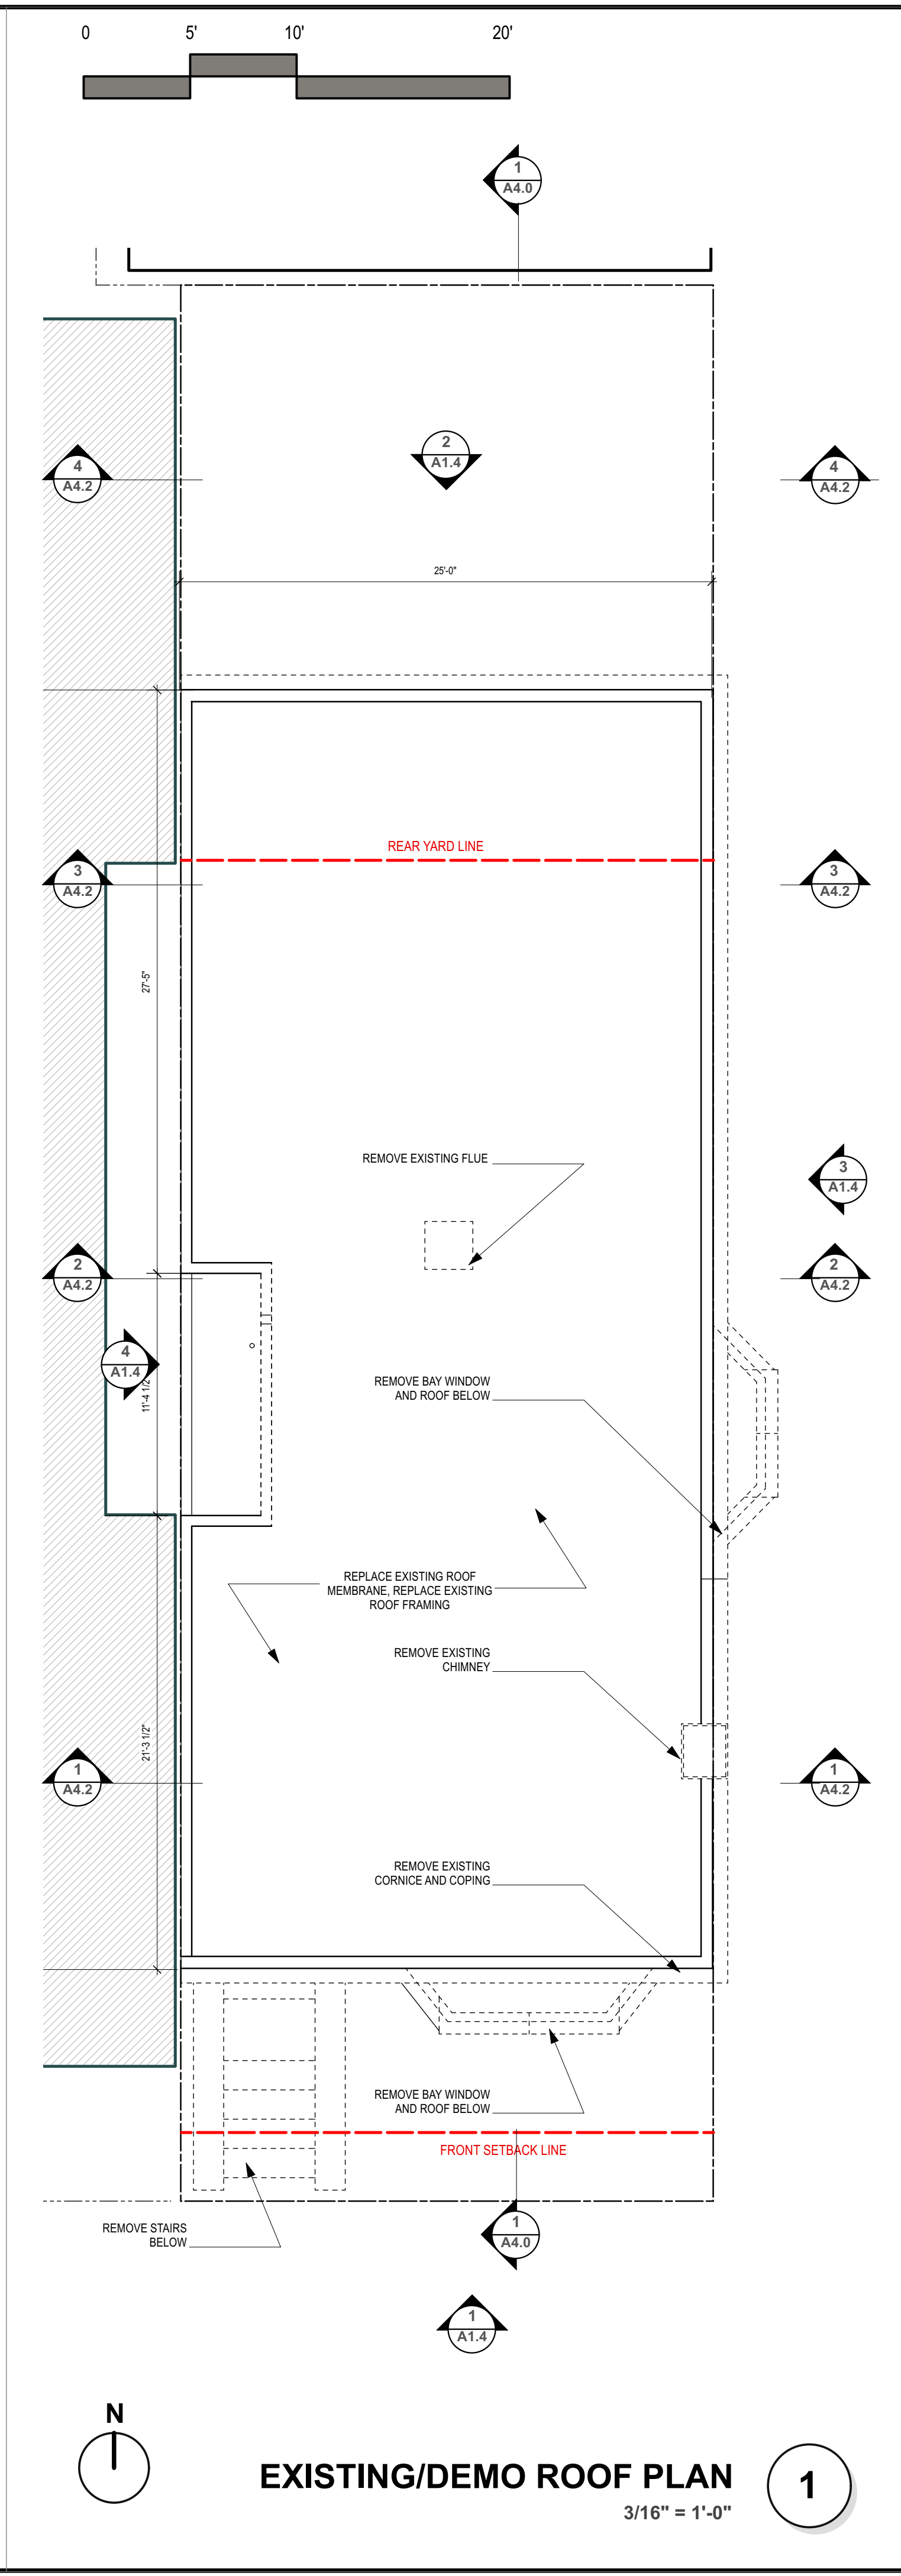 0 5' 10' 20'
1
A4.0
2
A1.4
4
A4.2
4
A4.2
25'-0"
REAR YARD LINE
3
A4.2
3
A4.2
27'-5"
REMOVE EXISTING FLUE
3
A1.4
2
A4.2
2
A4.2
4
A1.4
11'-4 1/2"
REMOVE BAY WINDOW
AND ROOF BELOW
REPLACE EXISTING ROOF
MEMBRANE, REPLACE EXISTING
ROOF FRAMING
REMOVE EXISTING
CHIMNEY
21'-3 1/2"
1
A4.2
1
A4.2
REMOVE EXISTING
CORNICE AND COPING
REMOVE BAY WINDOW
AND ROOF BELOW
FRONT SETBACK LINE
REMOVE STAIRS
BELOW
1
A4.0
1
A1.4
N
EXISTING/DEMO ROOF PLAN
1
3/16" = 1'-0"